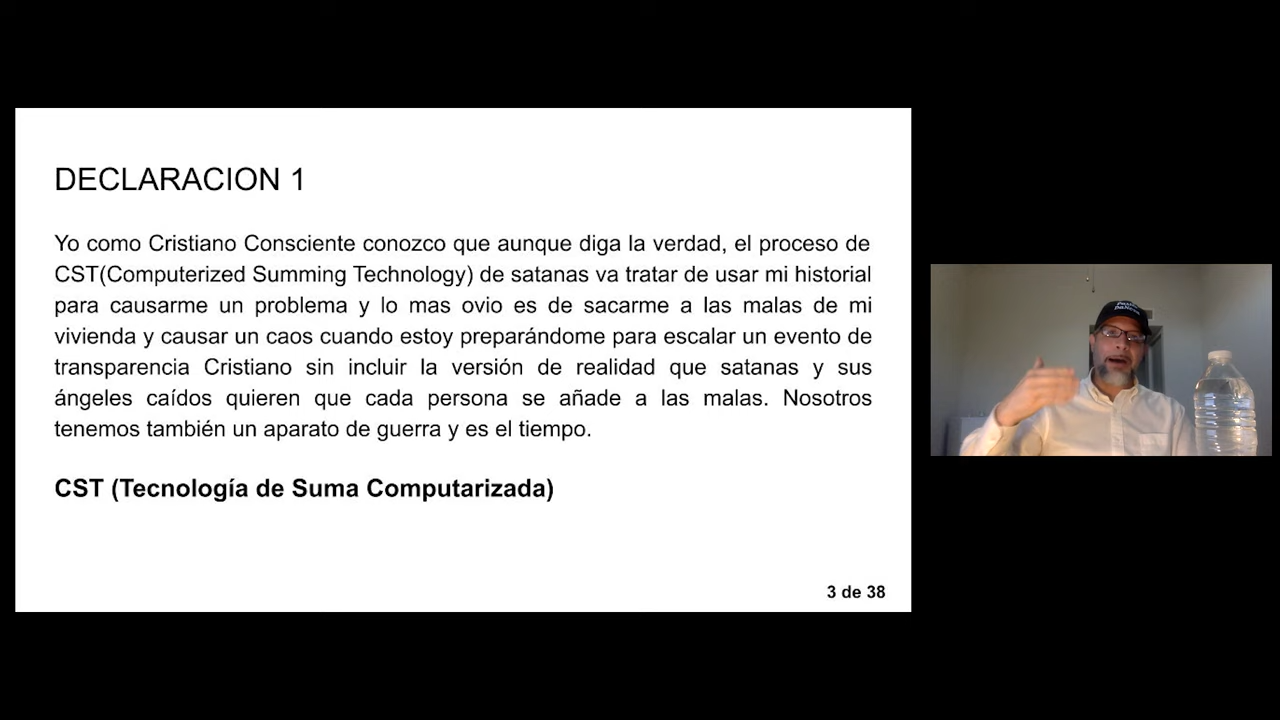 DECLARACION 1
Yo como Cristiano Consciente conozco que aunque diga la verdad, el proceso de
CST(Computerized Summing Technology) de satanas va tratar de usar mi historial
para causarme un problema y lo mas ovio es de sacarme a las malas de mi
vivienda y causar un caos cuando estoy preparándome para escalar un evento de
transparencia Cristiano sin incluir la versión de realidad que satanas y sus
ángeles caídos quieren que cada persona se añade a las malas. Nosotros
tenemos también un aparato de guerra y es el tiempo.
CST (Tecnología de Suma Computarizada)
3 de 38